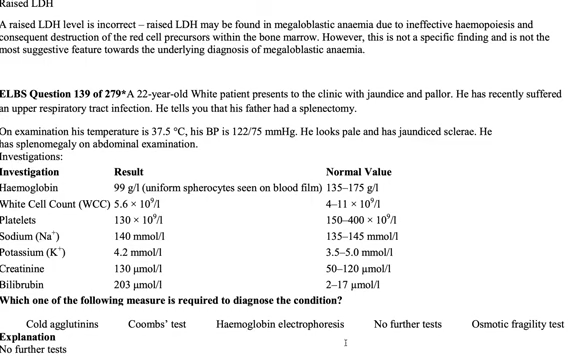 Raised LDH
A raised LDH level is incorrect – raised LDH may be found in megaloblastic anaemia due to ineffective haemopoiesis and
consequent destruction of the red cell precursors within the bone marrow. However, this is not a specific finding and is not the
most suggestive feature towards the underlying diagnosis of megaloblastic anaemia.
ELBS Question 139 of 279*A 22-year-old White patient presents to the clinic with jaundice and pallor. He has recently suffered
an upper respiratory tract infection. He tells you that his father had a splenectomy.
On examination his temperature is 37.5 °C, his BP is 122/75 mmHg. He looks pale and has jaundiced sclerae. He
has splenomegaly on abdominal examination.
Investigations:
Investigation Result Normal Value
Haemoglobin 99 g/l (uniform spherocytes seen on blood film) 135–175 g/l
White Cell Count (WCC) 5.6 × 10⁹/l 4–11 × 10⁹/l
Platelets 130 × 10⁹/l 150–400 × 10⁹/l
Sodium (Na⁺) 140 mmol/l 135–145 mmol/l
Potassium (K⁺) 4.2 mmol/l 3.5–5.0 mmol/l
Creatinine 130 µmol/l 50–120 µmol/l
Bilibrubin 203 µmol/l 2–17 µmol/l
Which one of the following measure is required to diagnose the condition?
Cold agglutinins Coombs’ test Haemoglobin electrophoresis No further tests Osmotic fragility test
Explanation
No further tests